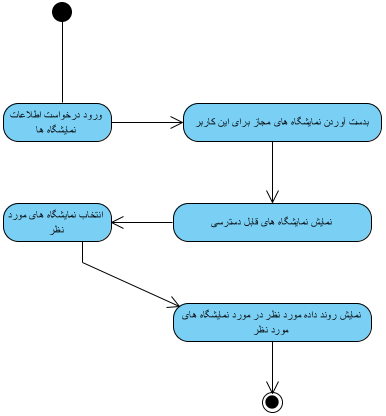 ورود درخواست اطلاعات
نمایشگاه ها
بدست آوردن نمایشگاه های مجاز برای این کاربر
نمایش نمایشگاه های قابل دسترسی
انتخاب نمایشگاه های مورد
نظر
نمایش روند داده مورد نظر در مورد نمایشگاه های
مورد نظر